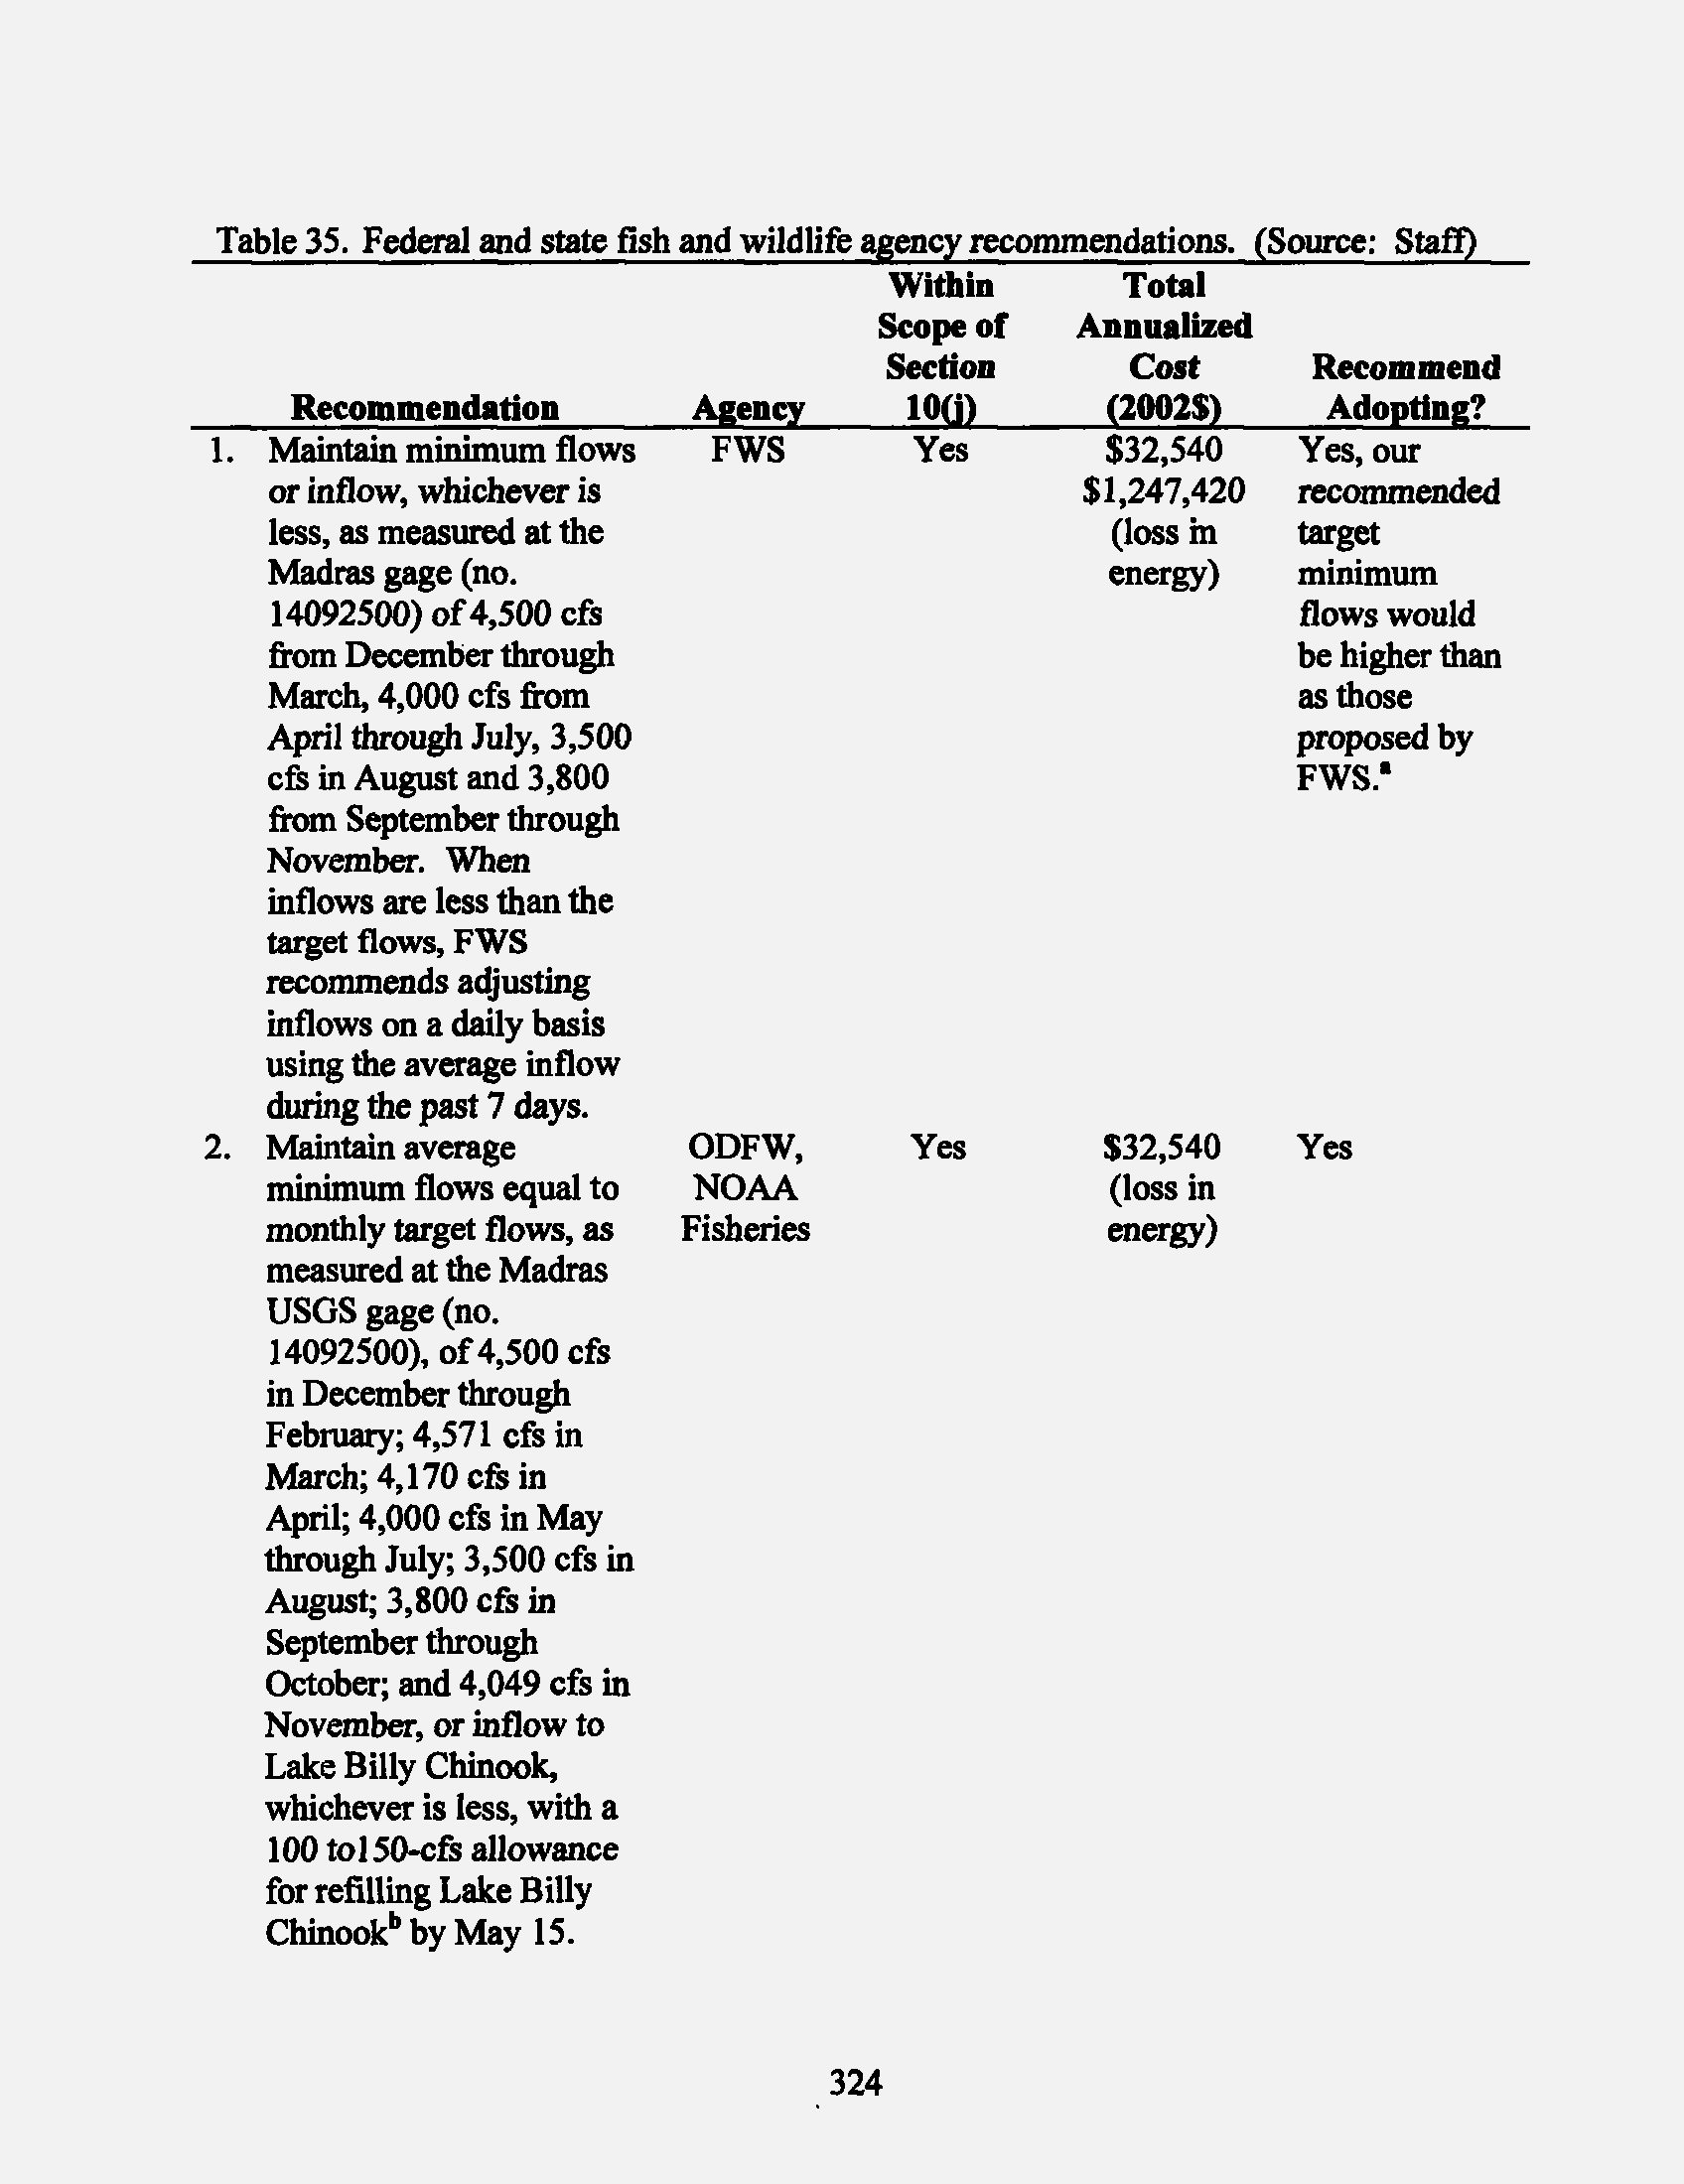 Table 35. Federal and state fish and wildlife agency recommendations. (Source: Staff)
Within Total
Scope of Annualized
Section Cost Recommend
Recommendation Agency 10(j) (2002$) Adopting?
1. Maintain minimum flows FWS Yes $32,540 Yes, our
or inflow, whichever is $1,247,420 recommended
less, as measured at the (loss in target
Madras gage (no. energy) minimum
14092500) of 4,500 cfs flows would
from December through be higher than
March, 4,000 cfs from as those
April through July, 3,500 proposed by
cfs in August and 3,800 FWS.ᵃ
from September through
November. When
inflows are less than the
target flows, FWS
recommends adjusting
inflows on a daily basis
using the average inflow
during the past 7 days.
2. Maintain average ODFW, Yes $32,540 Yes
minimum flows equal to NOAA (loss in
monthly target flows, as Fisheries energy)
measured at the Madras
USGS gage (no.
14092500), of 4,500 cfs
in December through
February; 4,571 cfs in
March; 4,170 cfs in
April; 4,000 cfs in May
through July; 3,500 cfs in
August; 3,800 cfs in
September through
October; and 4,049 cfs in
November, or inflow to
Lake Billy Chinook,
whichever is less, with a
100 to150-cfs allowance
for refilling Lake Billy
Chinookᵇ by May 15.
324